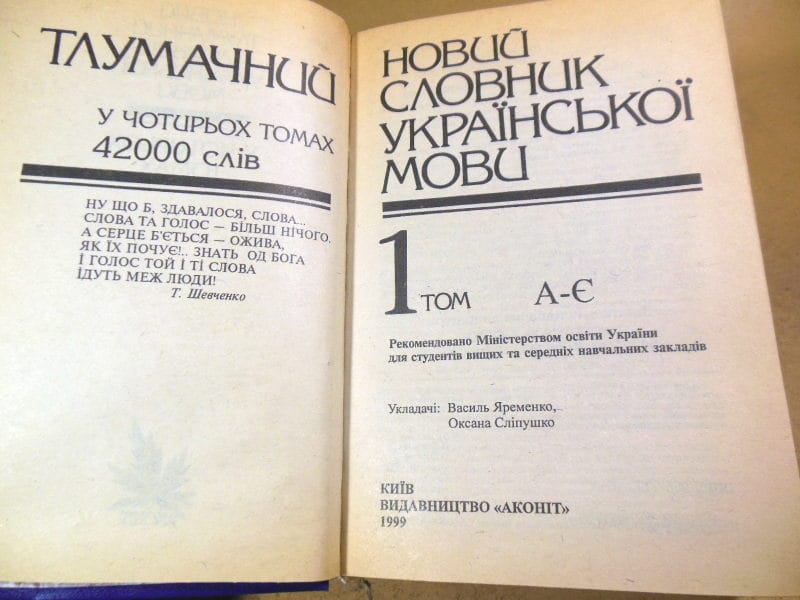 ТЛУМАЧНИЙ
У ЧОТИРЬОХ ТОМАХ
42000 СЛІВ
НУ ЩО Б, ЗДАВАЛОСЯ, СЛОВА...
СЛОВА ТА ГОЛОС — БІЛЬШ НІЧОГО.
А СЕРЦЕ Б'ЄТЬСЯ — ОЖИВА,
ЯК ЇХ ПОЧУЄ!.. ЗНАТЬ ОД БОГА
І ГОЛОС ТОЙ І ТІ СЛОВА
ІДУТЬ МЕЖ ЛЮДИ!
Т. Шевченко
НОВИЙ
СЛОВНИК
УКРАЇНСЬКОЇ
МОВИ
1 ТОМ А-Є
Рекомендовано Міністерством освіти України
для студентів вищих та середніх навчальних закладів
Укладачі: Василь Яременко,
Оксана Сліпушко
КИЇВ
ВИДАВНИЦТВО «АКОНІТ»
1999